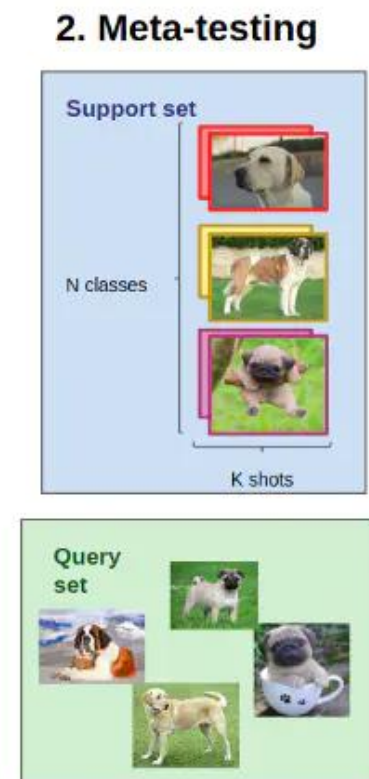 2. Meta-testing
Support set
N classes
K shots
Query
set